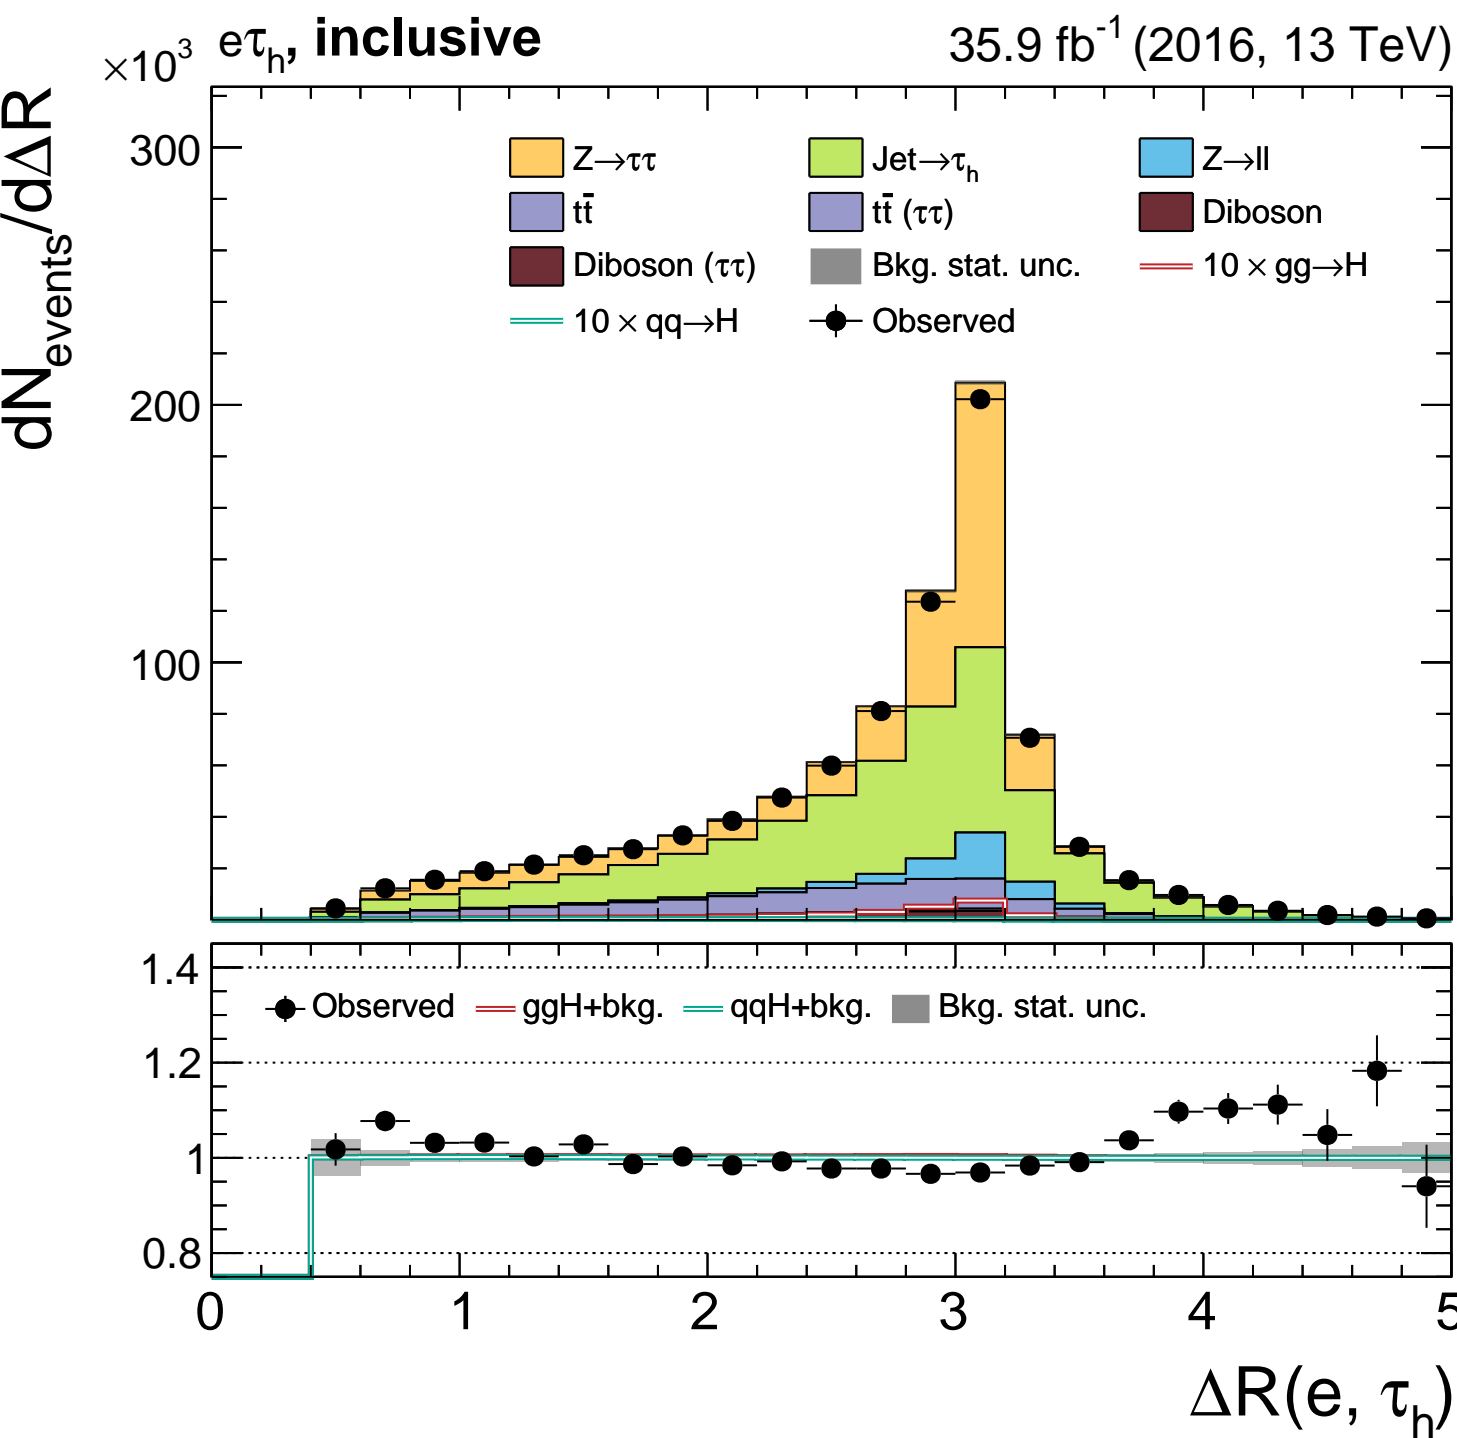 ×10³ eτₕ, inclusive 35.9 fb⁻¹ (2016, 13 TeV)
dN_events/dΔR
300
200
100
Z→ττ Jet→τₕ Z→ll
tt̄ tt̄ (ττ) Diboson
Diboson (ττ) Bkg. stat. unc. 10 × gg→H
10 × qq→H Observed
1.4
1.2
1
0.8
Observed ggH+bkg. qqH+bkg. Bkg. stat. unc.
0 1 2 3 4 5
ΔR(e, τₕ)